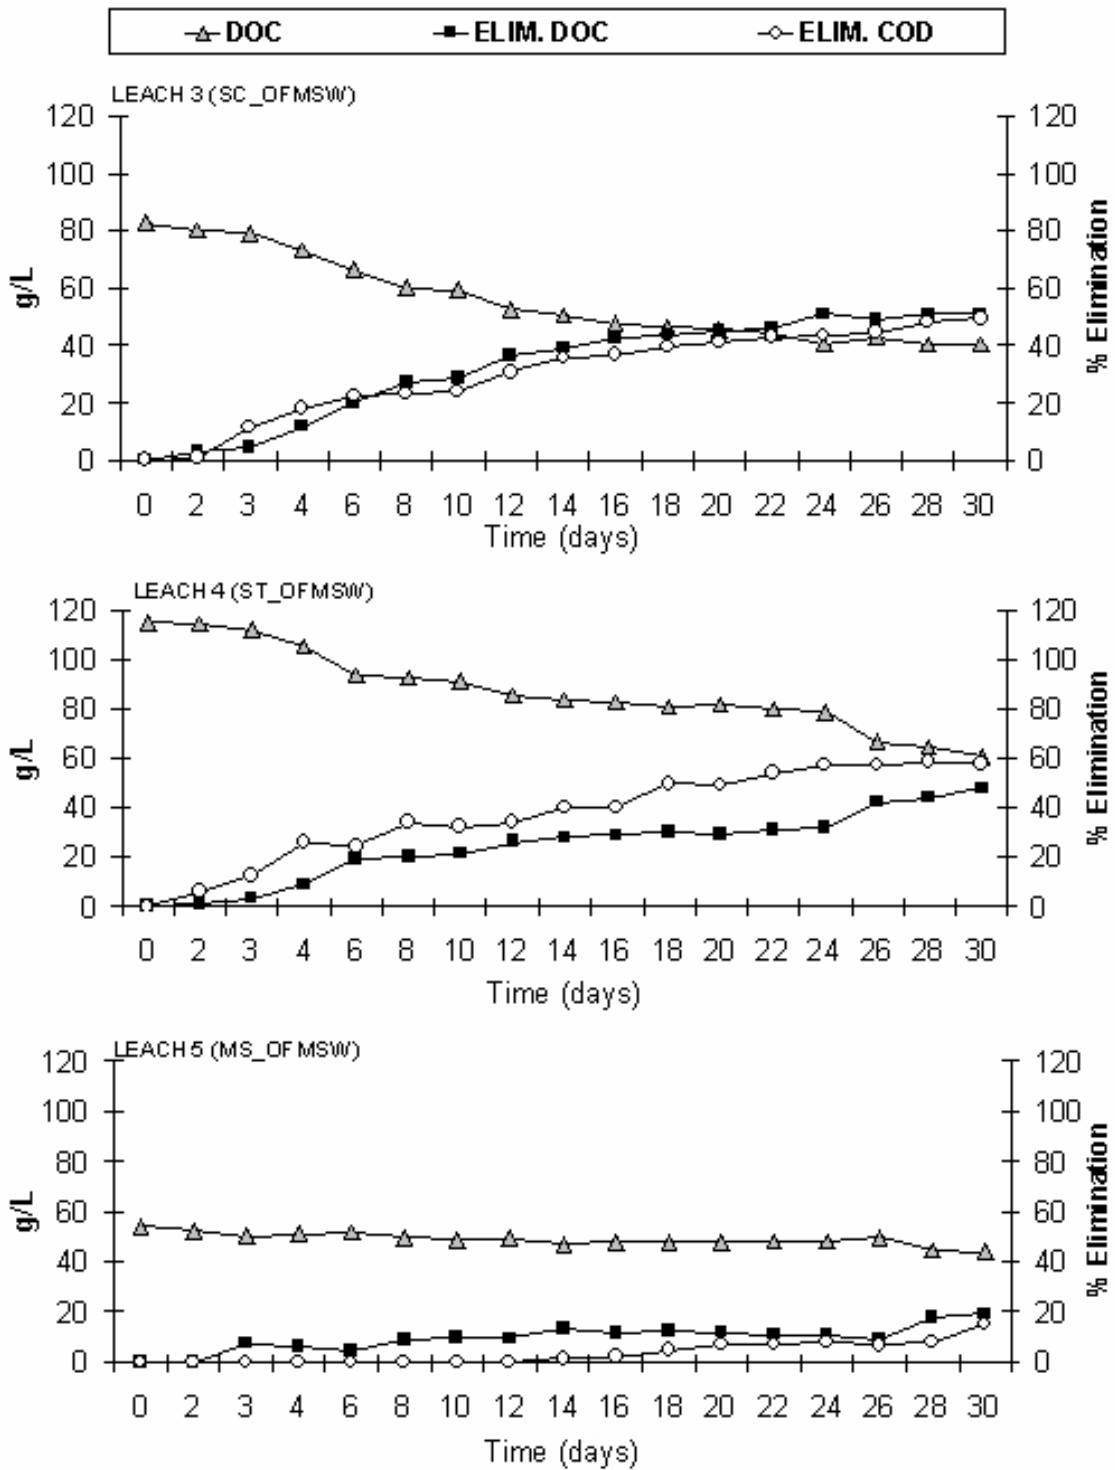 DOC ELIM. DOC ELIM. COD
LEACH 3 (SC_OFMSW)
120 120
100 100
80 80
60 60
40 40
20 20
0 0
g/L
% Elimination
0 2 3 4 6 8 10 12 14 16 18 20 22 24 26 28 30
Time (days)
LEACH 4 (ST_OFMSW)
120 120
100 100
80 80
60 60
40 40
20 20
0 0
g/L
% Elimination
0 2 3 4 6 8 10 12 14 16 18 20 22 24 26 28 30
Time (days)
LEACH 5 (MS_OFMSW)
120 120
100 100
80 80
60 60
40 40
20 20
0 0
g/L
% Elimination
0 2 3 4 6 8 10 12 14 16 18 20 22 24 26 28 30
Time (days)